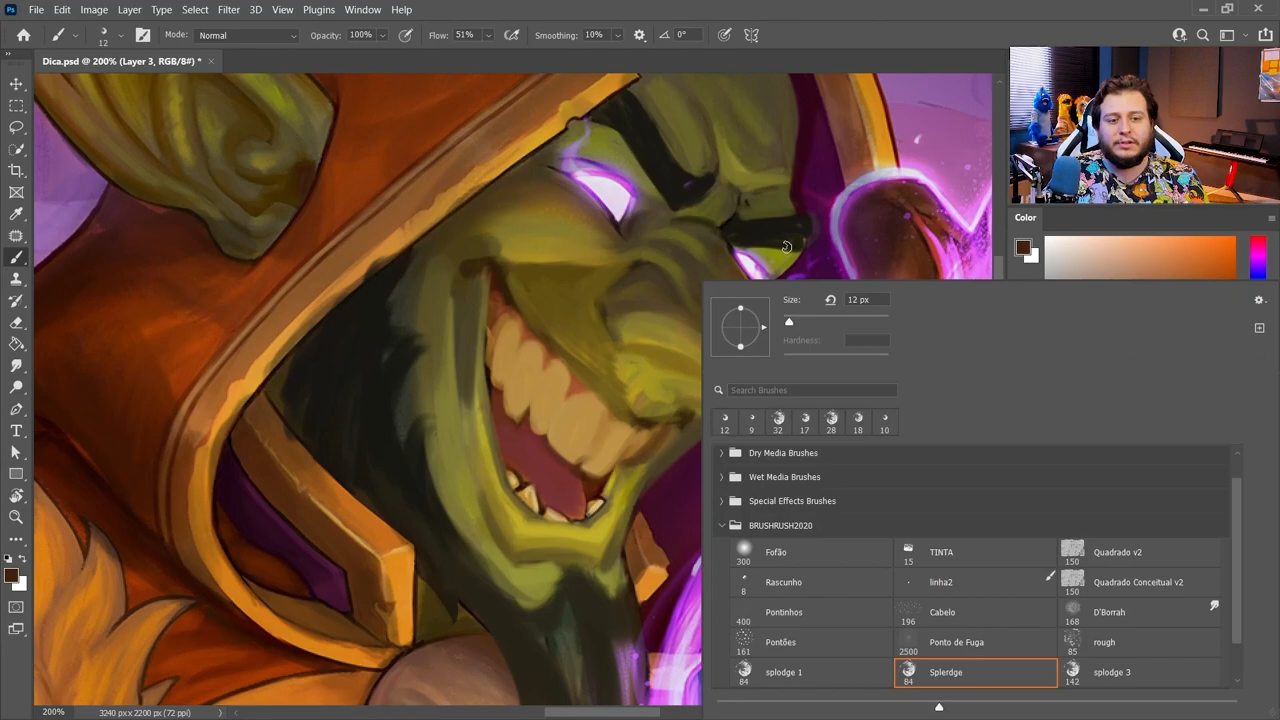 Ps File Edit Image Layer Type Select Filter 3D View Plugins Window Help
12 Mode: Normal Opacity: 100% Flow: 51% Smoothing: 10% 0°
Dica.psd @ 200% (Layer 3, RGB/8#) *
Color
Size: 12 px
Hardness:
Search Brushes
12 9 32 17 28 18 10
Dry Media Brushes
Wet Media Brushes
Special Effects Brushes
BRUSHRUSH2020
300 Fofão 15 TINTA 150 Quadrado v2
8 Rascunho linha2 150 Quadrado Conceitual v2
400 Pontinhos 196 Cabelo 168 D'Borrah
161 Pontões 2500 Ponto de Fuga 85 rough
84 splodge 1 84 Splerdge 142 splodge 3
200% 3240 px x 2200 px (72 ppi)